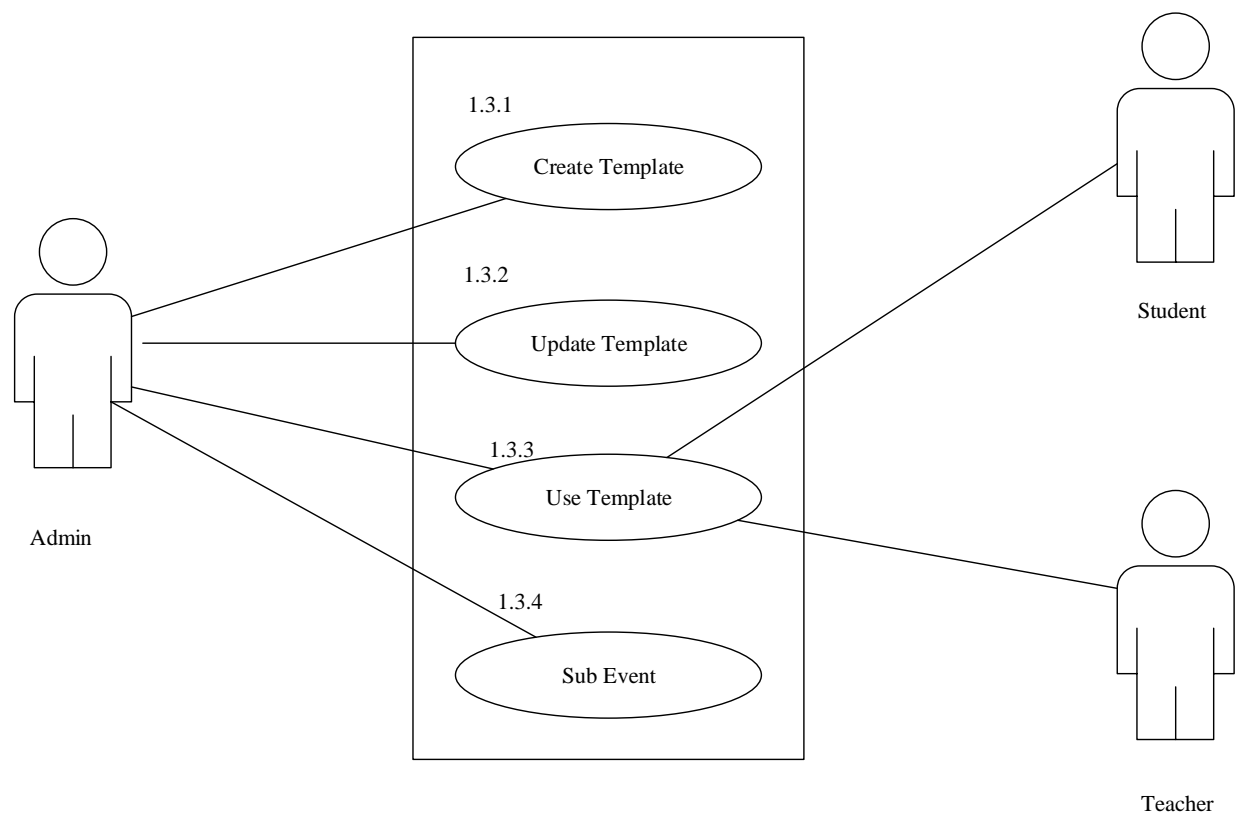 1.3.1
Create Template
1.3.2
Update Template
Student
1.3.3
Use Template
Admin
1.3.4
Sub Event
Teacher